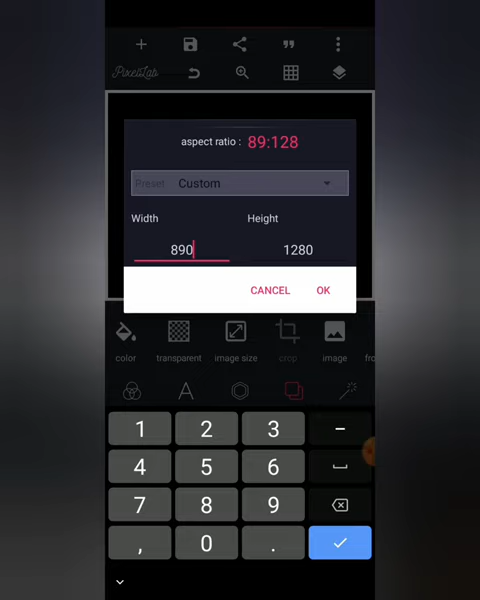 PixelLab
aspect ratio : 89:128
Preset Custom
Width Height
890 1280
CANCEL OK
color transparent image size crop image fro
A
1 2 3 −
4 5 6
7 8 9
, 0 .